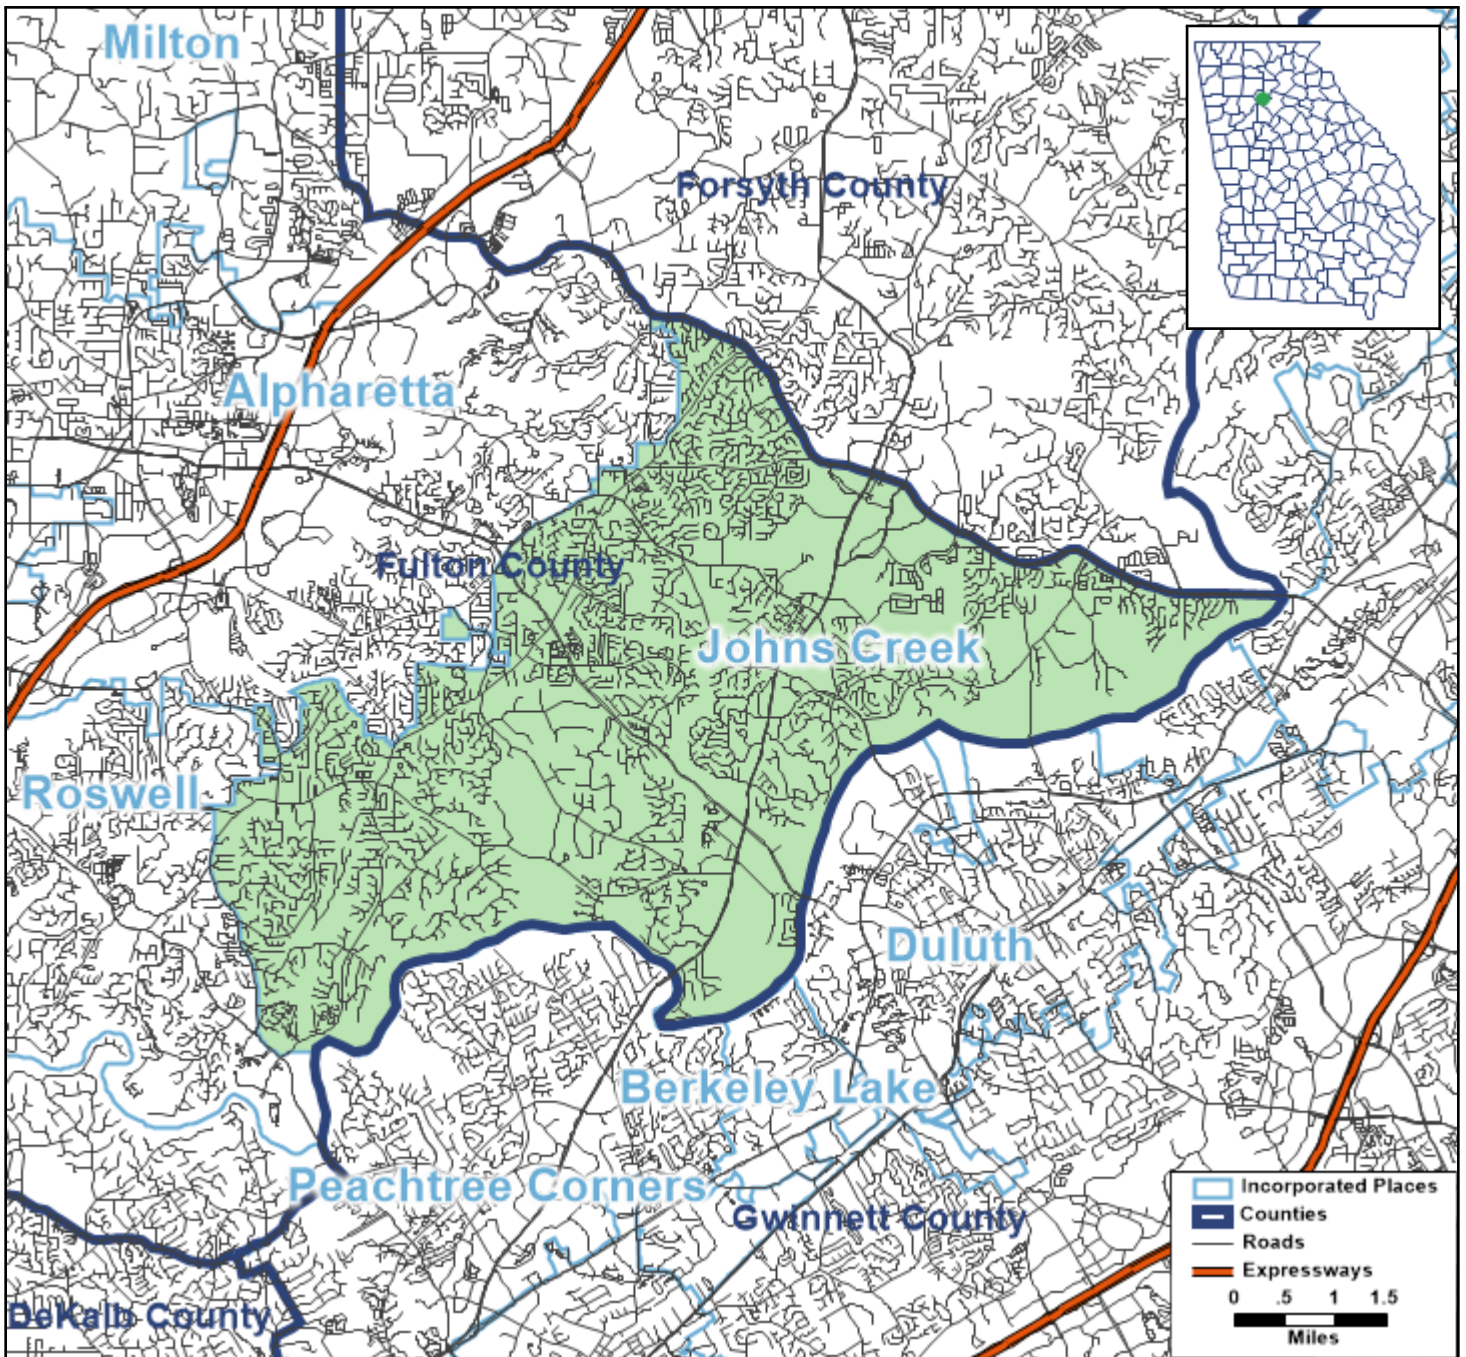 Milton
Forsyth County
Alpharetta
Fulton County
Johns Creek
Roswell
Duluth
Berkeley Lake
Peachtree Corners
Gwinnett County
DeKalb County
Incorporated Places
Counties
Roads
Expressways
0 .5 1 1.5
Miles